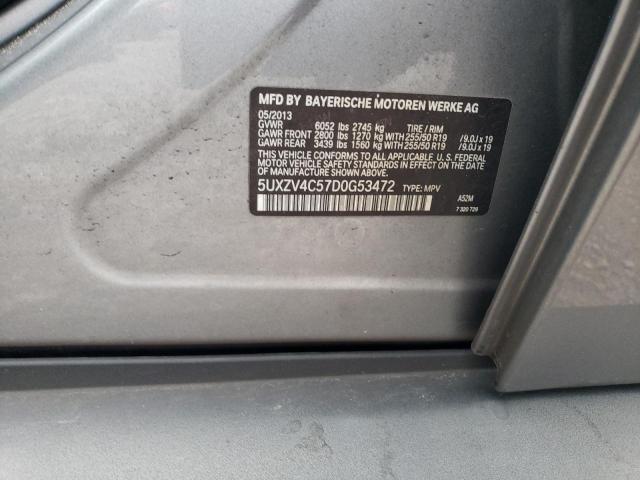 MFD BY BAYERISCHE MOTOREN WERKE AG
05/2013
GVWR 6052 lbs 2745 kg TIRE / RIM
GAWR FRONT 2800 lbs 1270 kg WITH 255/50 R19 /9.0J x 19
GAWR REAR 3439 lbs 1560 kg WITH 255/50 R19 /9.0J x 19
THIS VEHICLE CONFORMS TO ALL APPLICABLE U.S. FEDERAL
MOTOR VEHICLE SAFETY STANDARDS IN EFFECT ON THE DATE OF
MANUFACTURE SHOWN ABOVE.
5UXZV4C57D0G53472 TYPE: MPV
A52M
7 320 729